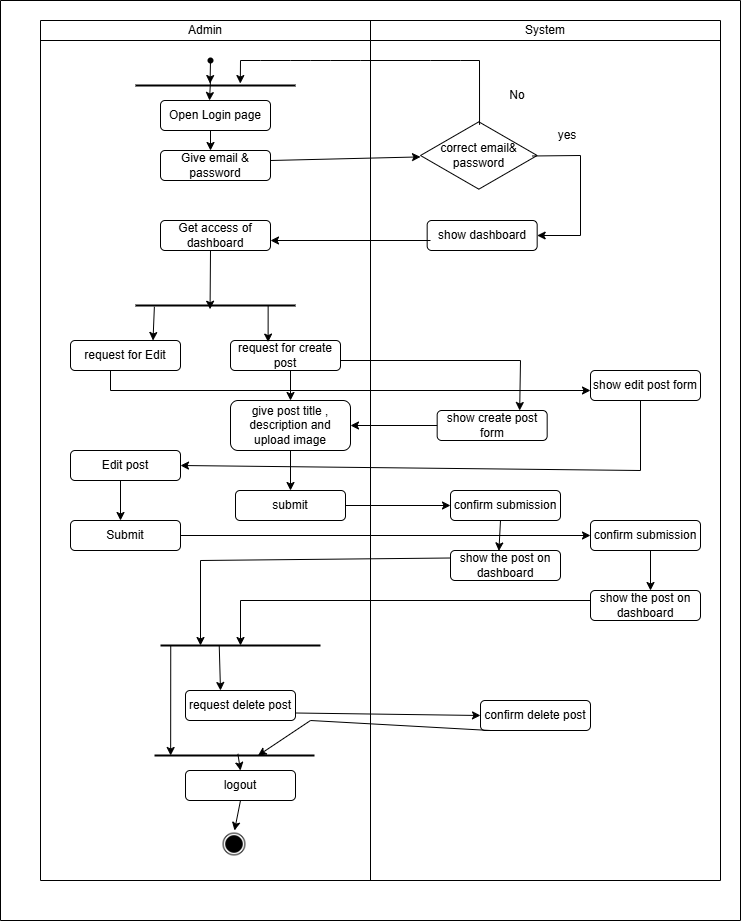 Admin
System
No
Open Login page
yes
correct email&
password
Give email &
password
Get access of
dashboard
show dashboard
request for Edit
request for create
post
show edit post form
give post title ,
description and
upload image
show create post
form
Edit post
submit
confirm submission
Submit
confirm submission
show the post on
dashboard
show the post on
dashboard
request delete post
confirm delete post
logout